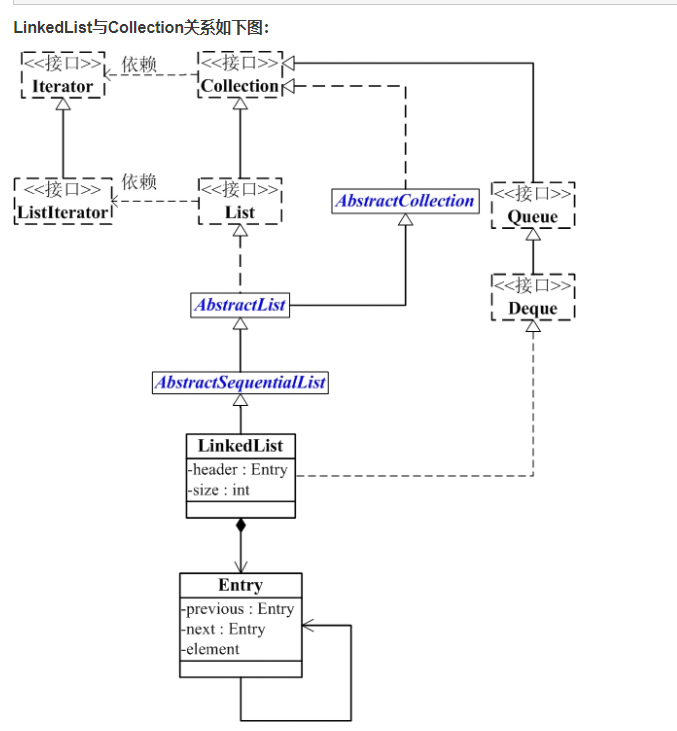 LinkedList与Collection关系如下图：
<<接口>>
Iterator
依赖
<<接口>>
Collection
<<接口>>
ListIterator
依赖
<<接口>>
List
AbstractCollection
<<接口>>
Queue
AbstractList
<<接口>>
Deque
AbstractSequentialList
LinkedList
-header : Entry
-size : int
Entry
-previous : Entry
-next : Entry
-element